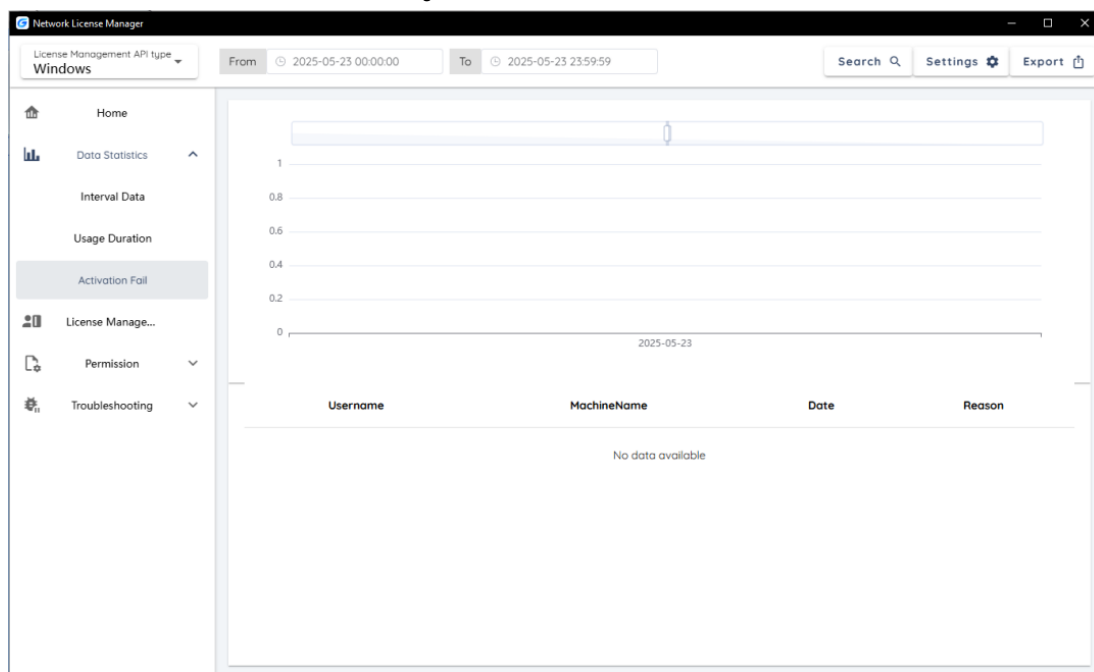 Network License Manager
License Management API type
Windows
From 2025-05-23 00:00:00 To 2025-05-23 23:59:59
Search Settings Export
Home
Data Statistics
Interval Data
Usage Duration
Activation Fail
License Manage...
Permission
Troubleshooting
1
0.8
0.6
0.4
0.2
0
2025-05-23
Username MachineName Date Reason
No data available